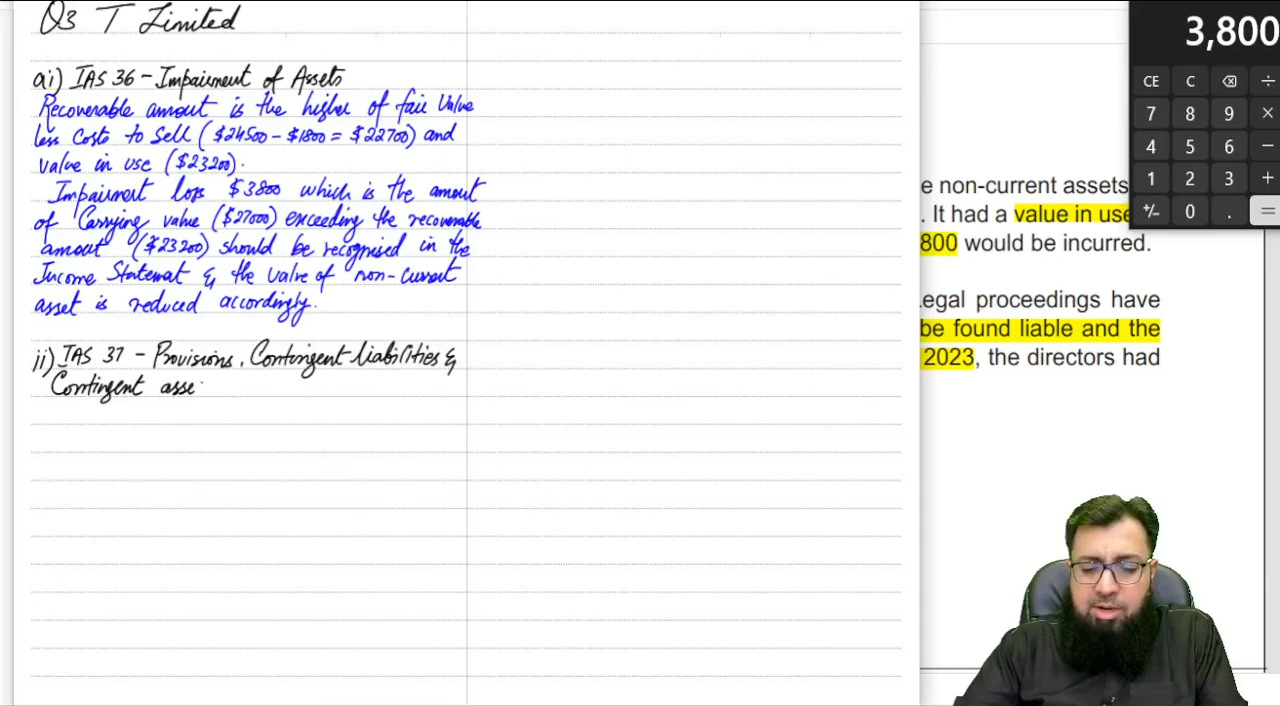 Q3 T Limited
ai) IAS 36 - Impairment of Assets
Recoverable amount is the higher of fair value
less costs to sell ($24500 - $1800 = $22700) and
value in use ($23200).
Impairment loss $3800 which is the amount
of Carrying value ($27000) exceeding the recoverable
amount ($23200) should be recognised in the
Income Statemat & the value of non-current
asset is reduced accordingly.
ii) IAS 37 - Provisions, Contingent liabilities &
Contingent asse
3,800
CE C ⌫ ÷
7 8 9 ×
4 5 6 −
1 2 3 +
+/- 0 . =
e non-current assets
. It had a value in use
800 would be incurred.
Legal proceedings have
be found liable and the
2023, the directors had